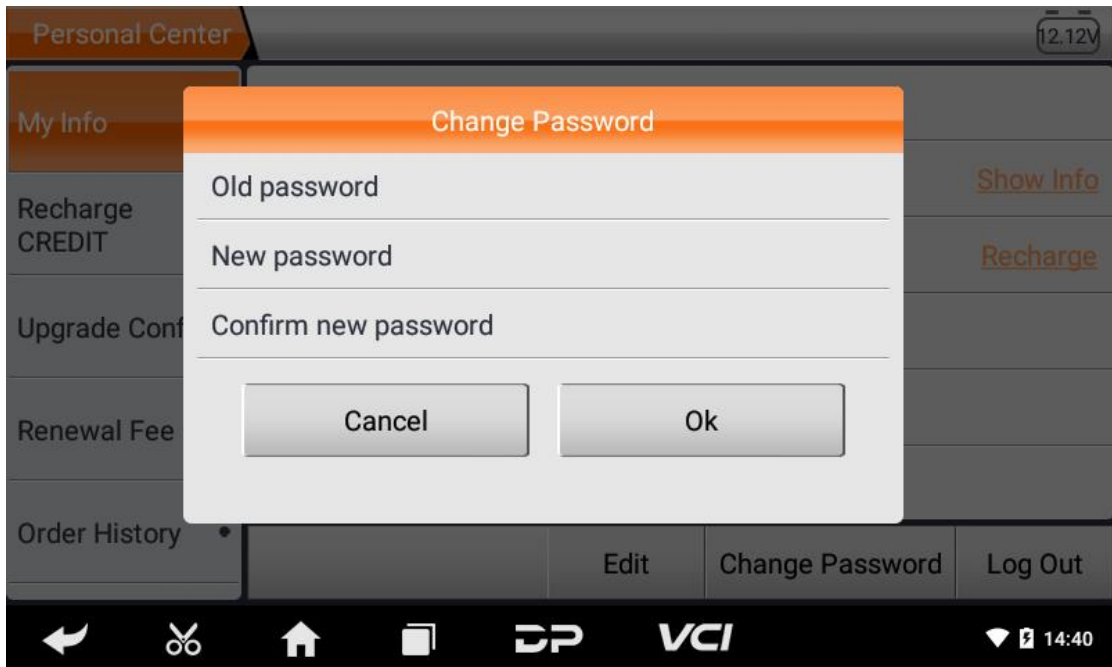 Personal Center
12.12V
My Info
Change Password
Old password
Show Info
Recharge
CREDIT
New password
Recharge
Upgrade Conf
Confirm new password
Cancel
Ok
Renewal Fee
Order History
Edit
Change Password
Log Out
DP
VCI
14:40